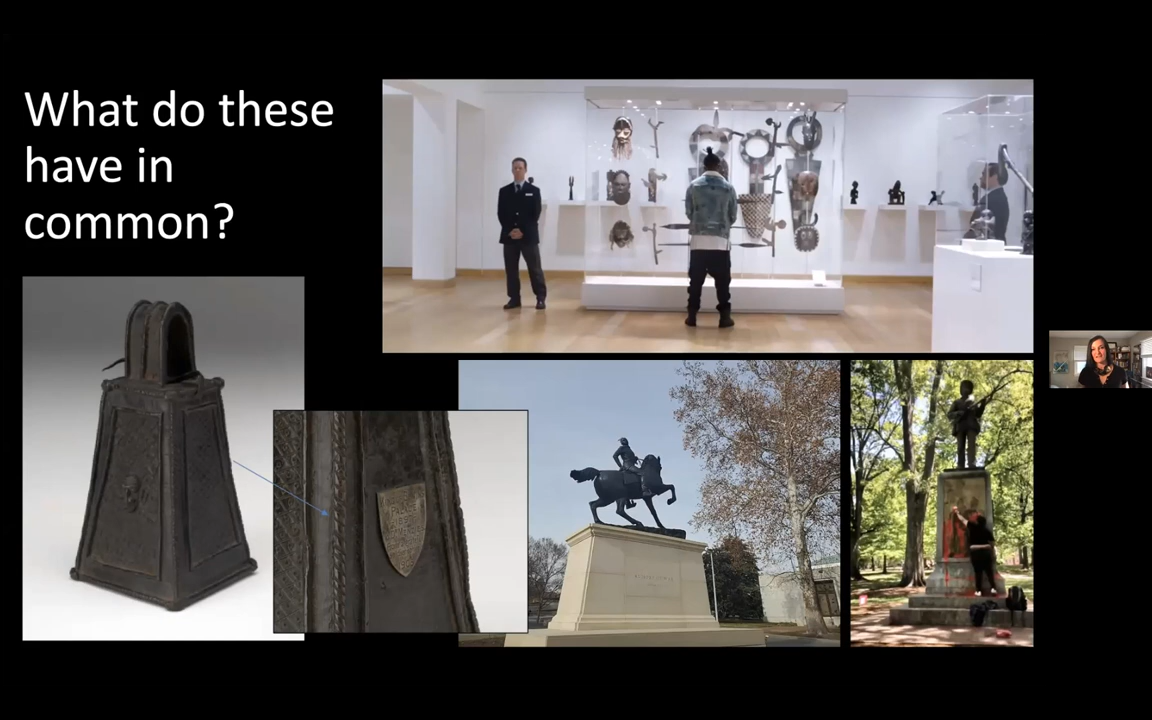 What do these
have in
common?